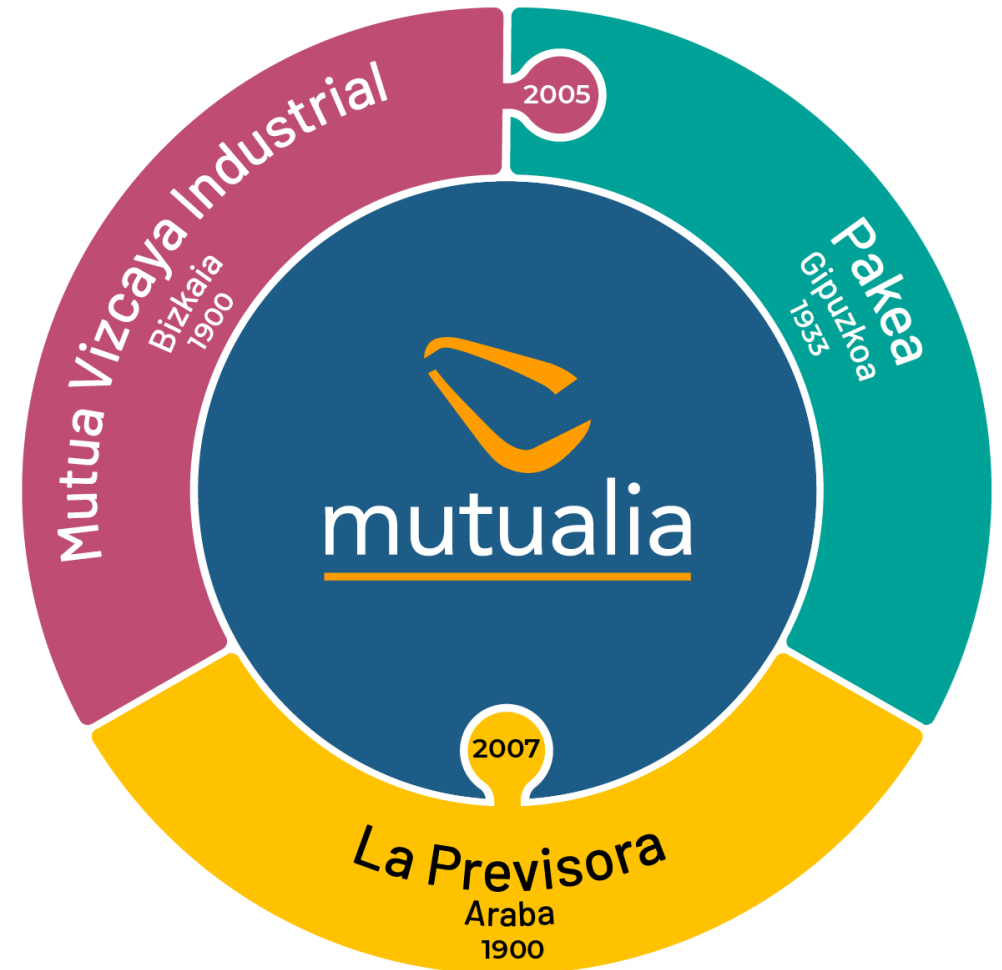 Mutua Vizcaya Industrial
Bizkaia
1900
2005
Pakea
Gipuzkoa
1933
mutualia
2007
La Previsora
Araba
1900